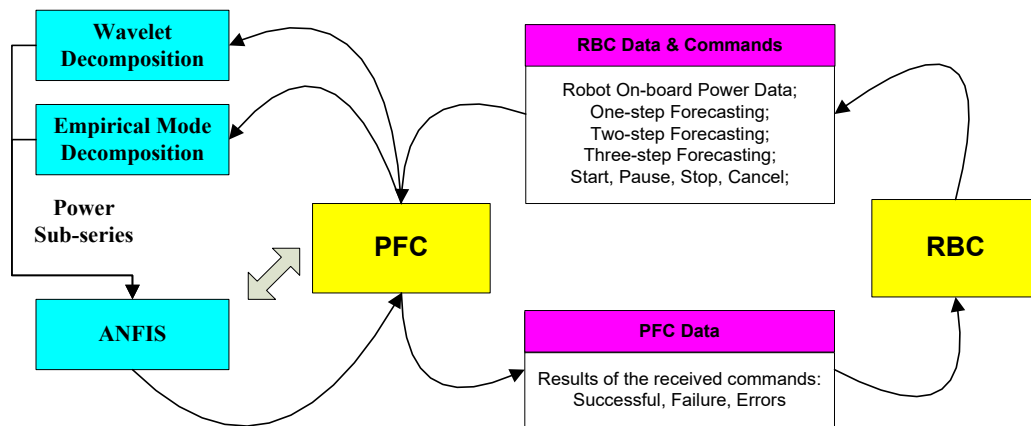 Wavelet
Decomposition
Empirical Mode
Decomposition
Power
Sub-series
ANFIS
PFC
RBC Data & Commands
Robot On-board Power Data;
One-step Forecasting;
Two-step Forecasting;
Three-step Forecasting;
Start, Pause, Stop, Cancel;
RBC
PFC Data
Results of the received commands:
Successful, Failure, Errors